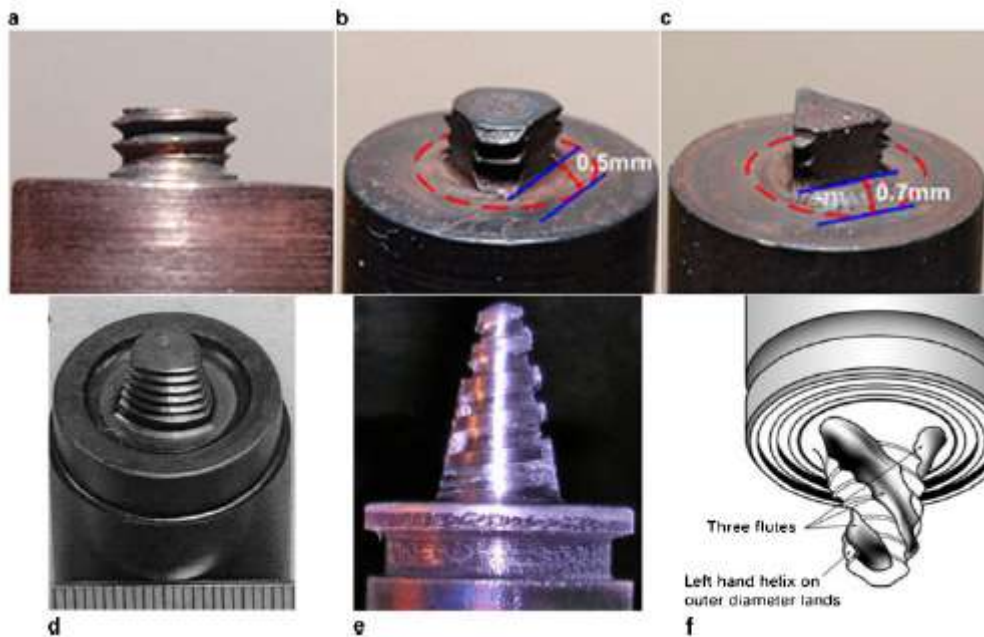 a
b
c
0.5mm
0.7mm
Three flutes
Left hand helix on
outer diameter lands
d
e
f